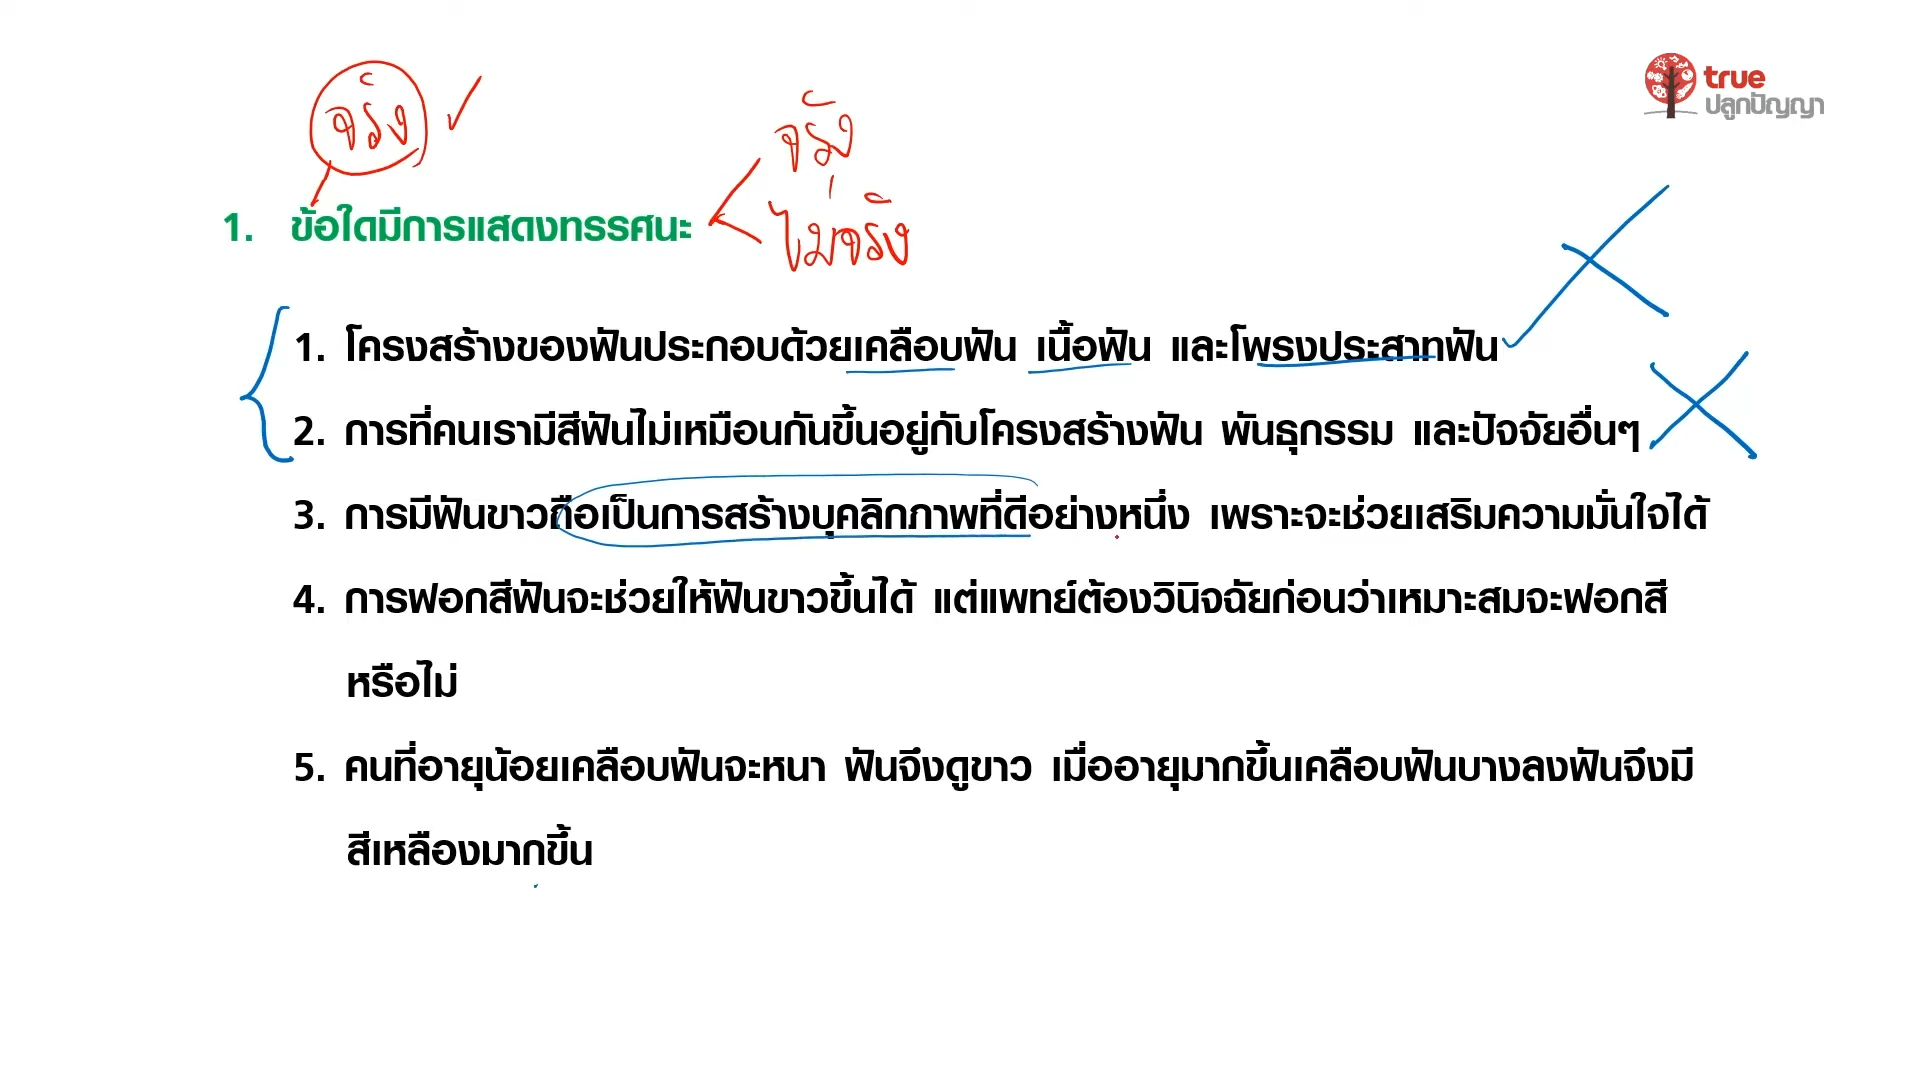 true
ปลูกปัญญา
จริง
จริง
ไม่จริง
1. ข้อใดมีการแสดงทรรศนะ
1. โครงสร้างของฟันประกอบด้วยเคลือบฟัน เนื้อฟัน และโพรงประสาทฟัน
2. การที่คนเรามีสีฟันไม่เหมือนกันขึ้นอยู่กับโครงสร้างฟัน พันธุกรรม และปัจจัยอื่นๆ
3. การมีฟันขาวถือเป็นการสร้างบุคลิกภาพที่ดีอย่างหนึ่ง เพราะจะช่วยเสริมความมั่นใจได้
4. การฟอกสีฟันจะช่วยให้ฟันขาวขึ้นได้ แต่แพทย์ต้องวินิจฉัยก่อนว่าเหมาะสมจะฟอกสี
หรือไม่
5. คนที่อายุน้อยเคลือบฟันจะหนา ฟันจึงดูขาว เมื่ออายุมากขึ้นเคลือบฟันบางลงฟันจึงมี
สีเหลืองมากขึ้น